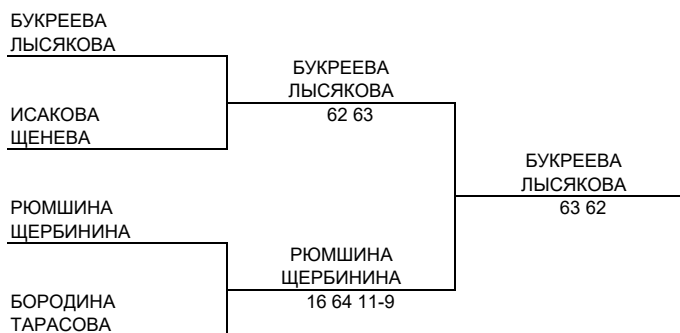 БУКРЕЕВА
ЛЫСЯКОВА
ИСАКОВА
ЩЕНЕВА
РЮМШИНА
ЩЕРБИНИНА
БОРОДИНА
ТАРАСОВА
БУКРЕЕВА
ЛЫСЯКОВА
62 63
РЮМШИНА
ЩЕРБИНИНА
16 64 11-9
БУКРЕЕВА
ЛЫСЯКОВА
63 62